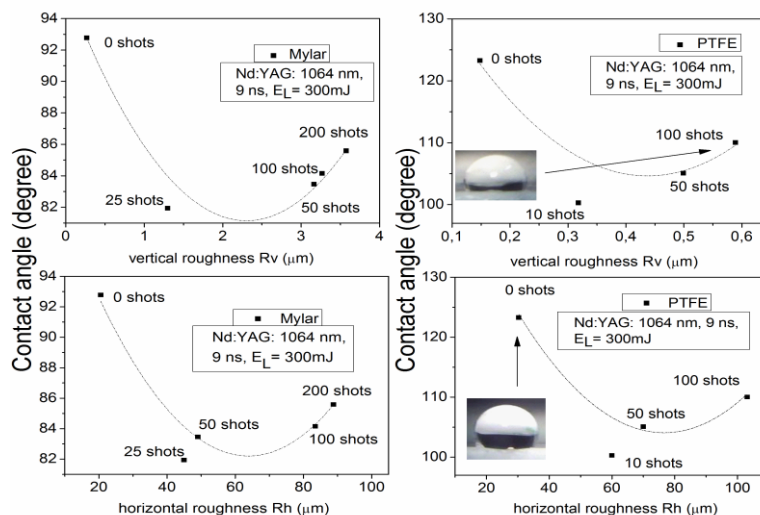 Contact angle (degree)
94
92
90
88
86
84
82
0 shots
Mylar
Nd:YAG: 1064 nm,
9 ns, EL= 300mJ
200 shots
100 shots
50 shots
25 shots
0 1 2 3 4
vertical roughness Rv (μm)
Contact angle (degree)
130
120
110
100
0 shots
PTFE
Nd:YAG: 1064 nm,
9 ns, EL= 300mJ
100 shots
50 shots
10 shots
0,1 0,2 0,3 0,4 0,5 0,6
vertical roughness Rv (μm)
94
92
90
88
86
84
82
0 shots
Mylar
Nd:YAG: 1064 nm,
9 ns, EL= 300mJ
200 shots
50 shots
100 shots
25 shots
20 40 60 80 100
horizontal roughness Rh (μm)
130
120
110
100
0 shots
PTFE
Nd:YAG: 1064 nm, 9 ns,
EL= 300mJ
100 shots
50 shots
10 shots
20 40 60 80 100
horizontal roughness Rh (μm)